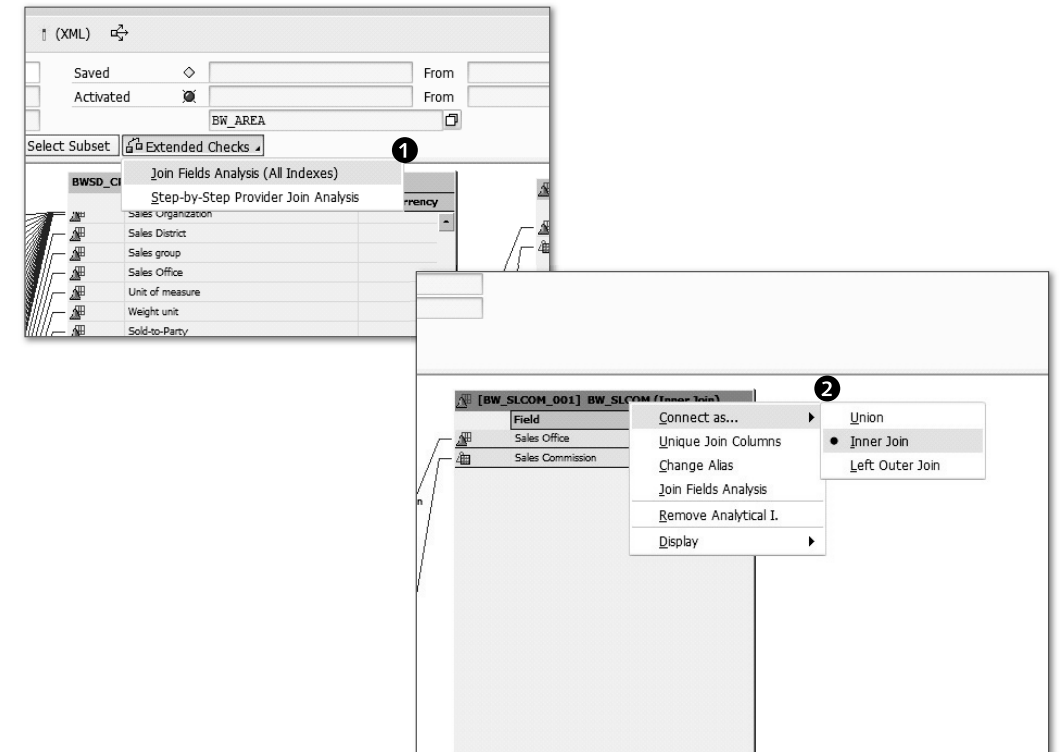 (XML)
Saved From
Activated From
BW_AREA
Select Subset Extended Checks
1
Join Fields Analysis (All Indexes)
Step-by-Step Provider Join Analysis
BWSD_C
Sales Organization
Sales District
Sales group
Sales Office
Unit of measure
Weight unit
Sold-to-Party
2
[BW_SLCOM_001] BW_SLCOM (Inner Join)
Field
Sales Office
Sales Commission
Connect as...
Unique Join Columns
Change Alias
Join Fields Analysis
Remove Analytical I.
Display
Union
Inner Join
Left Outer Join